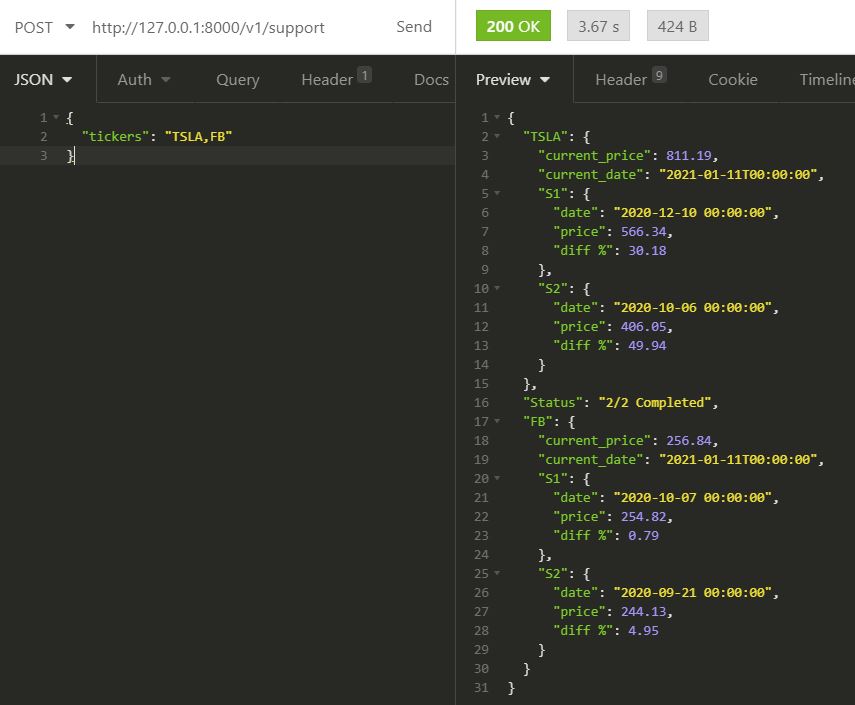 POST http://127.0.0.1:8000/v1/support Send 200 OK 3.67 s 424 B
JSON Auth Query Header 1 Docs
1 {
2 "tickers": "TSLA,FB"
3 }
Preview Header 9 Cookie Timeline
1 {
2 "TSLA": {
3 "current_price": 811.19,
4 "current_date": "2021-01-11T00:00:00",
5 "S1": {
6 "date": "2020-12-10 00:00:00",
7 "price": 566.34,
8 "diff %": 30.18
9 },
10 "S2": {
11 "date": "2020-10-06 00:00:00",
12 "price": 406.05,
13 "diff %": 49.94
14 }
15 },
16 "Status": "2/2 Completed",
17 "FB": {
18 "current_price": 256.84,
19 "current_date": "2021-01-11T00:00:00",
20 "S1": {
21 "date": "2020-10-07 00:00:00",
22 "price": 254.82,
23 "diff %": 0.79
24 },
25 "S2": {
26 "date": "2020-09-21 00:00:00",
27 "price": 244.13,
28 "diff %": 4.95
29 }
30 }
31 }